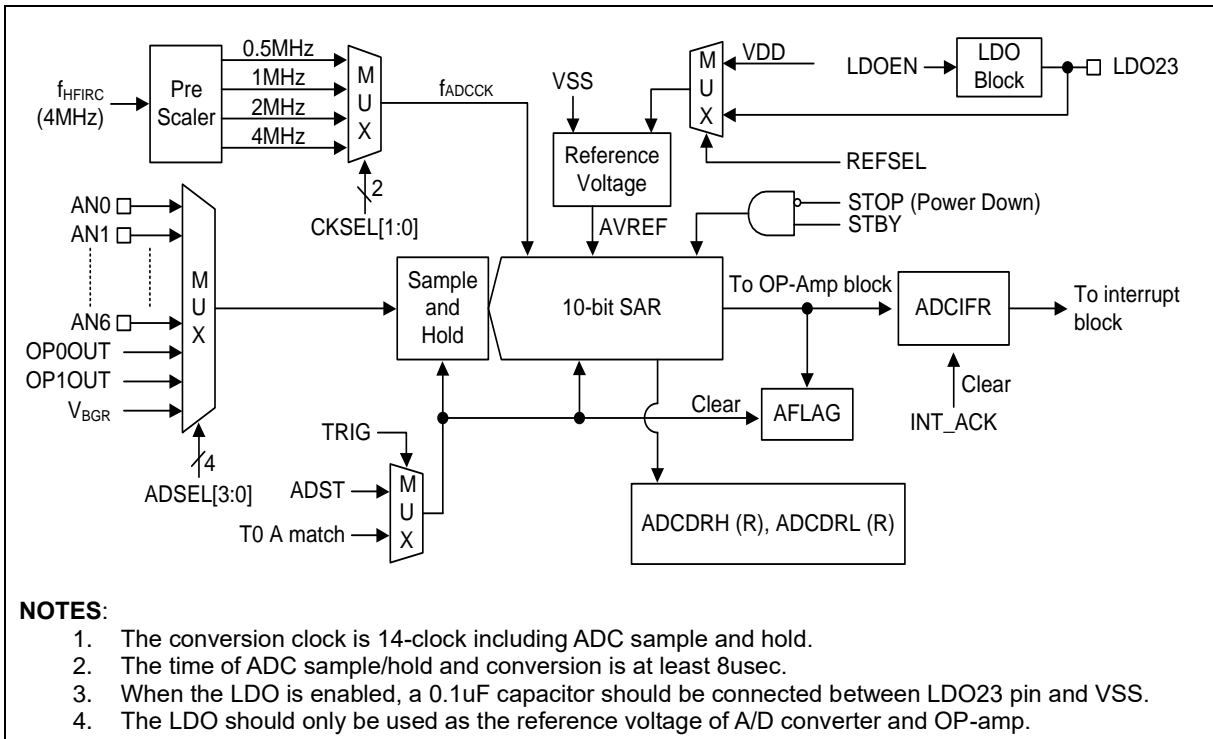 fHFIRC
(4MHz)
Pre
Scaler
0.5MHz
1MHz
2MHz
4MHz
MUX
2
CKSEL[1:0]
fADCCK
VSS
Reference
Voltage
AVREF
MUX
VDD
REFSEL
LDOEN
LDO
Block
LDO23
STOP (Power Down)
STBY
AN0
AN1
AN6
OP0OUT
OP1OUT
VBGR
MUX
4
ADSEL[3:0]
Sample
and
Hold
10-bit SAR
To OP-Amp block
ADCIFR
To interrupt
block
Clear
INT_ACK
Clear
AFLAG
TRIG
ADST
T0 A match
MUX
ADCDRH (R), ADCDRL (R)
NOTES:
1. The conversion clock is 14-clock including ADC sample and hold.
2. The time of ADC sample/hold and conversion is at least 8usec.
3. When the LDO is enabled, a 0.1uF capacitor should be connected between LDO23 pin and VSS.
4. The LDO should only be used as the reference voltage of A/D converter and OP-amp.